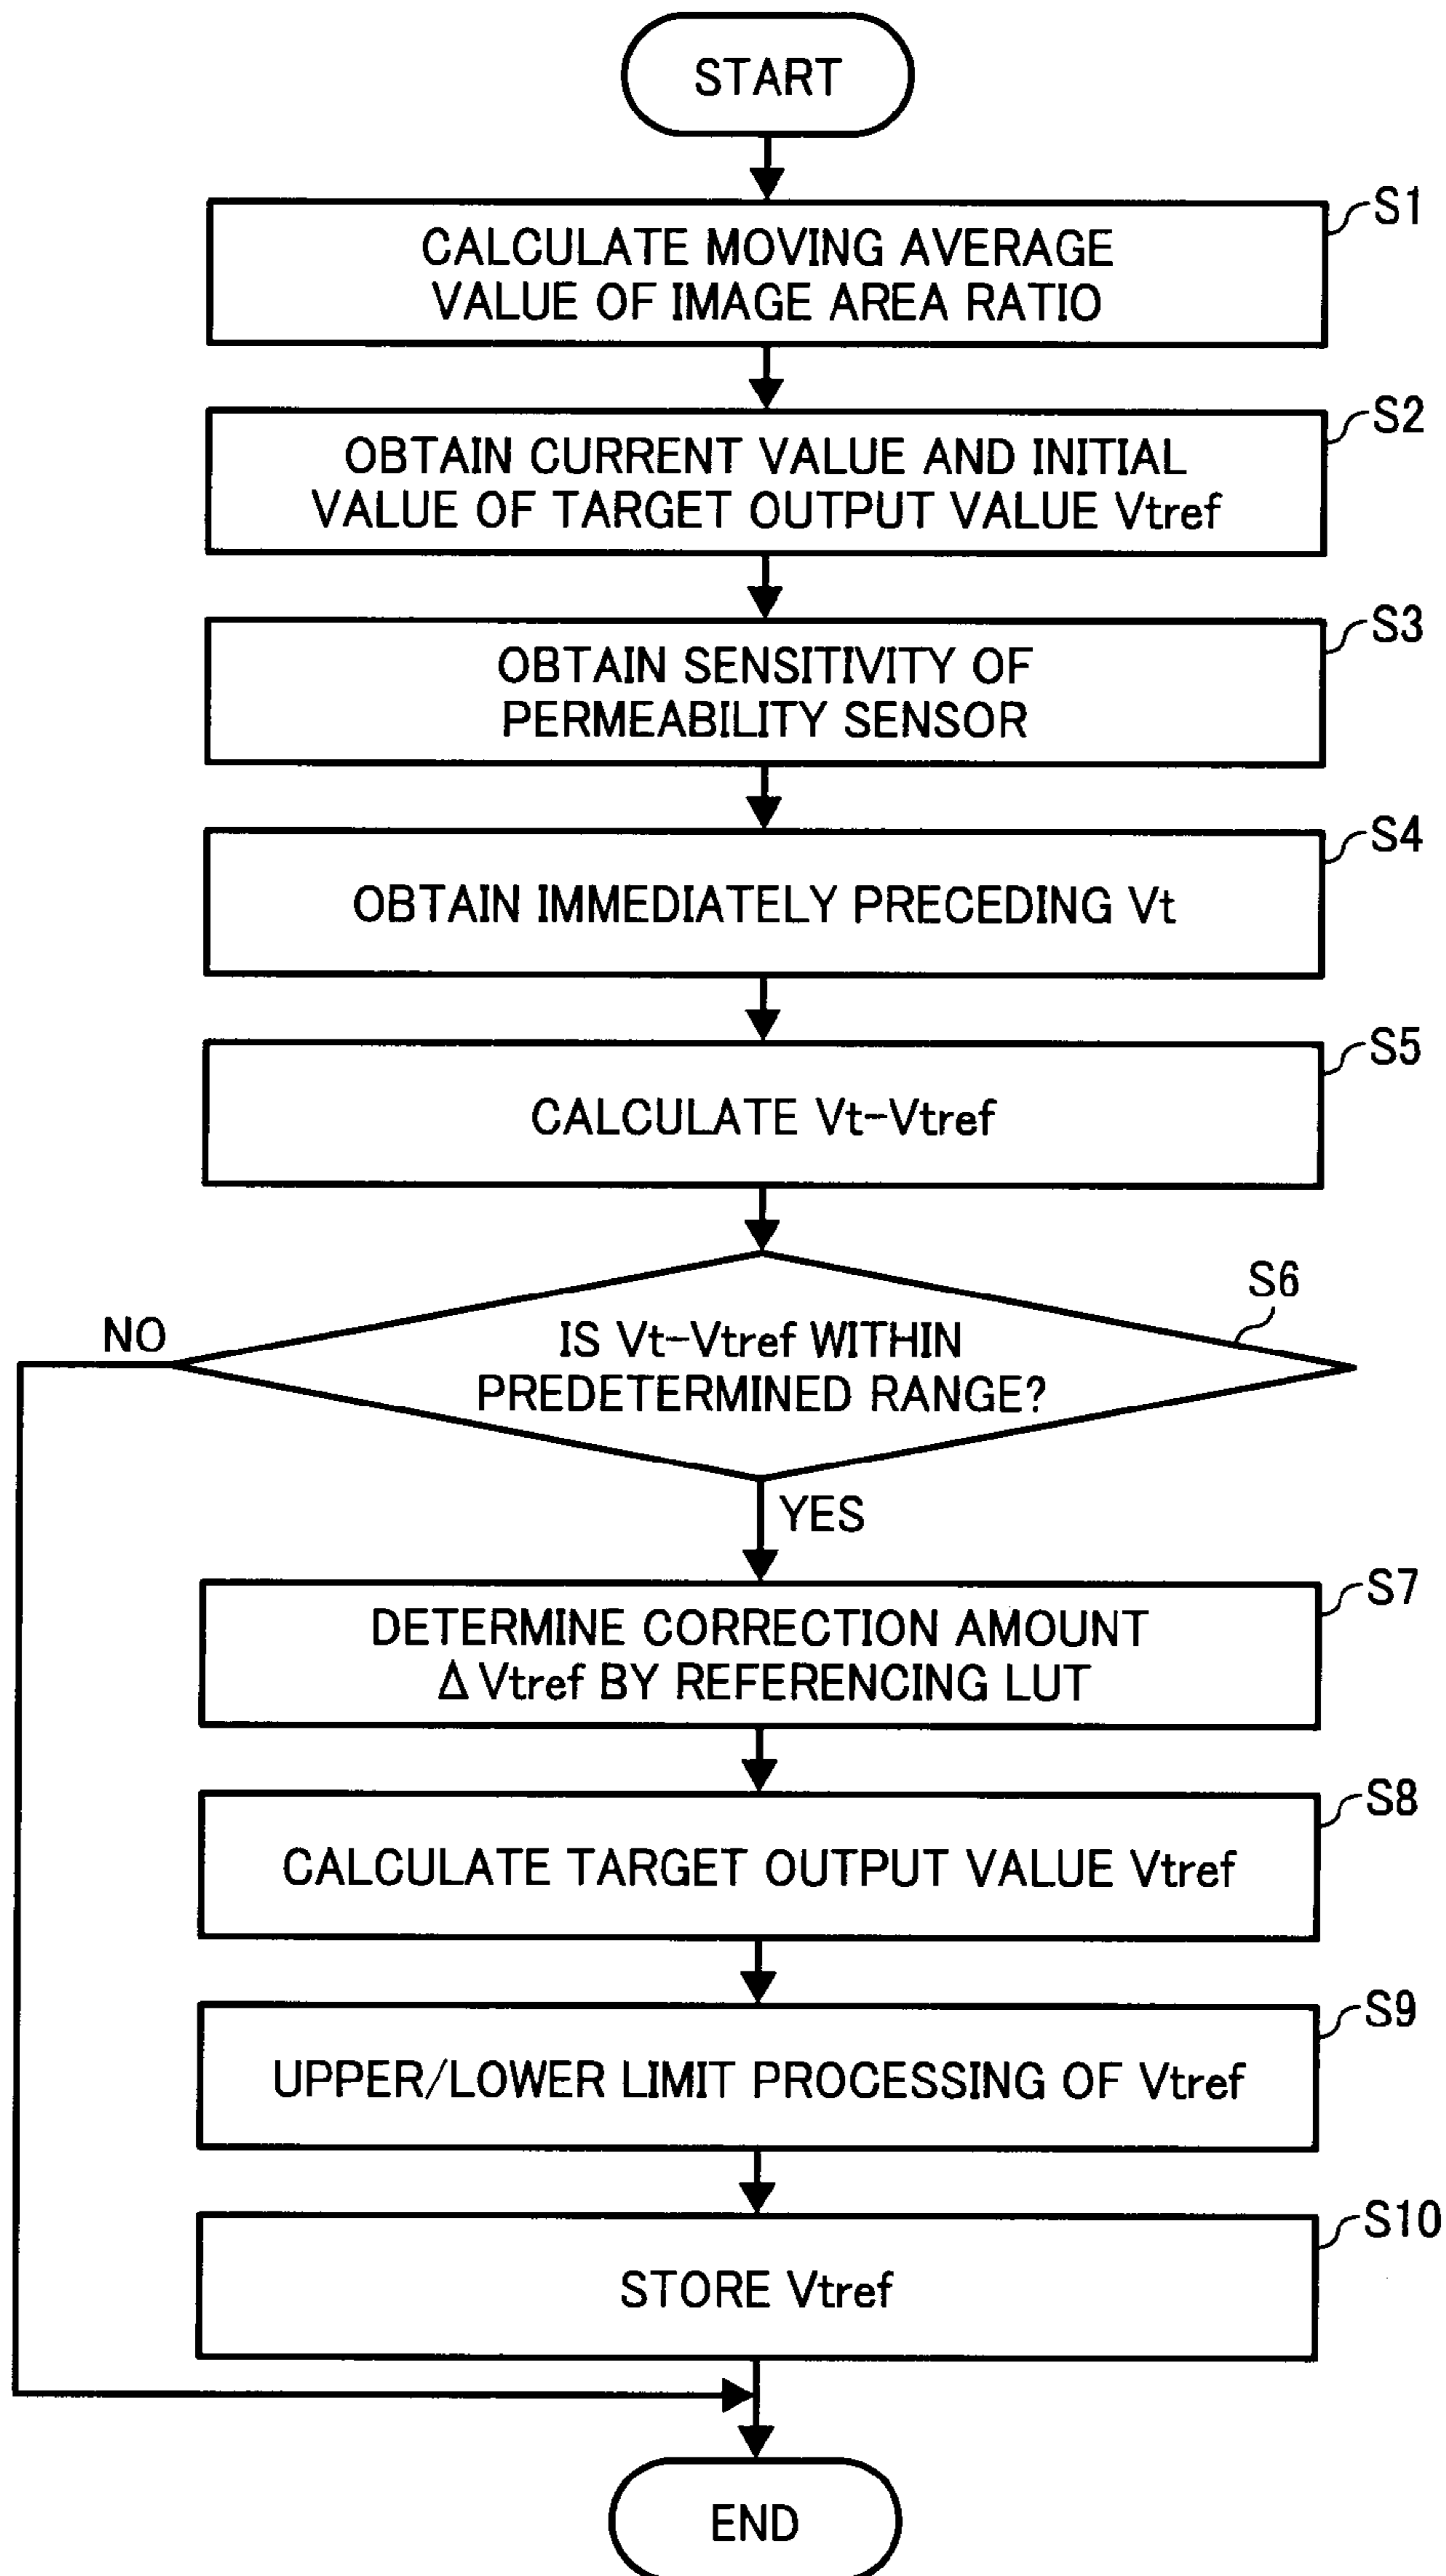 START
S1
CALCULATE MOVING AVERAGE
VALUE OF IMAGE AREA RATIO
S2
OBTAIN CURRENT VALUE AND INITIAL
VALUE OF TARGET OUTPUT VALUE Vtref
S3
OBTAIN SENSITIVITY OF
PERMEABILITY SENSOR
S4
OBTAIN IMMEDIATELY PRECEDING Vt
S5
CALCULATE Vt-Vtref
S6
NO
IS Vt-Vtref WITHIN
PREDETERMINED RANGE?
YES
S7
DETERMINE CORRECTION AMOUNT
Δ Vtref BY REFERENCING LUT
S8
CALCULATE TARGET OUTPUT VALUE Vtref
S9
UPPER/LOWER LIMIT PROCESSING OF Vtref
S10
STORE Vtref
END